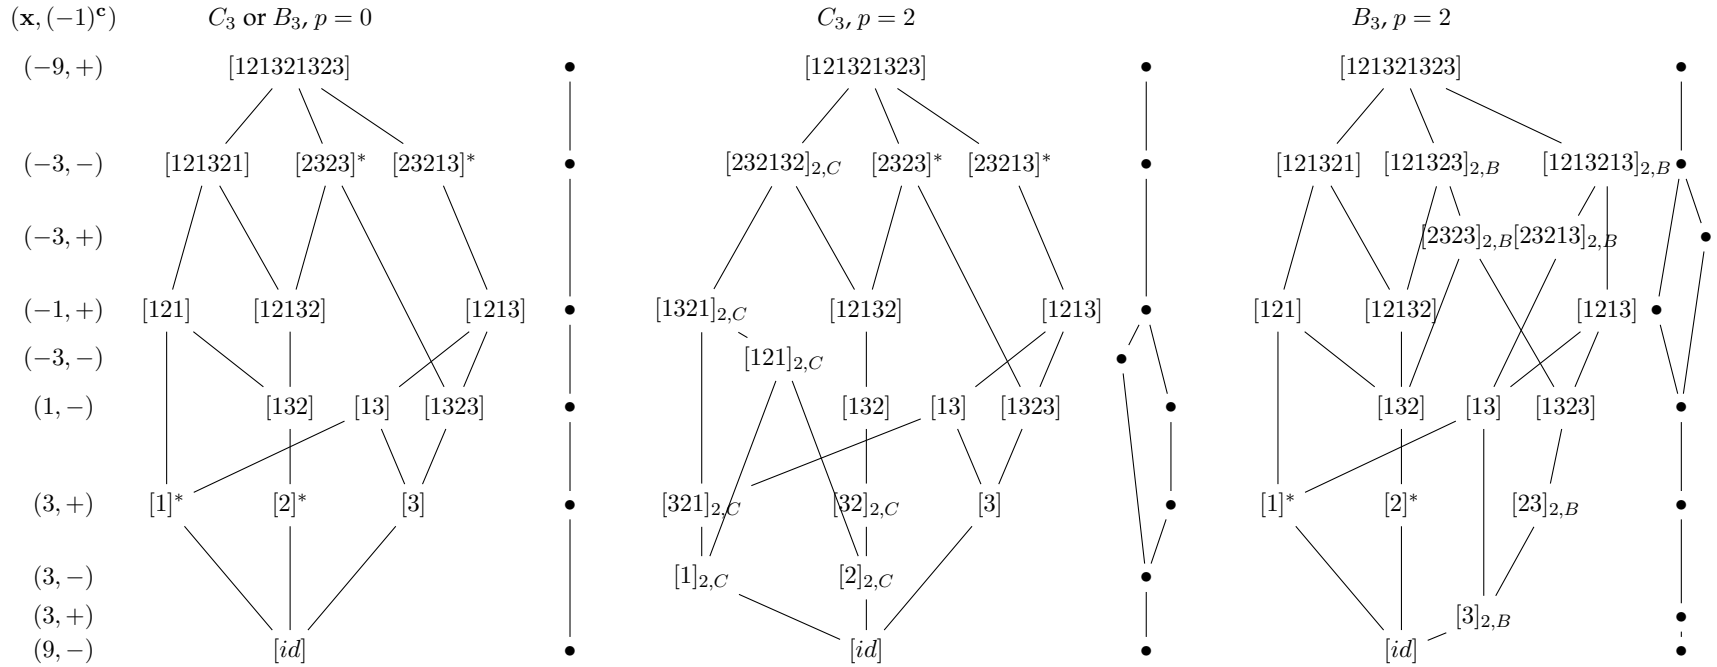 (x, (-1)^c) C₃ or B₃, p = 0 C₃, p = 2 B₃, p = 2
(-9, +) [121321323] [121321323] [121321323]
(-3, -) [121321] [2323]* [23213]* [232132]₂,C [2323]* [23213]* [121321] [121323]₂,B [1213213]₂,B
(-3, +) [2323]₂,B [23213]₂,B
(-1, +) [121] [12132] [1213] [1321]₂,C [12132] [1213] [121] [12132] [1213]
(-3, -) [121]₂,C
(1, -) [132] [13] [1323] [132] [13] [1323] [132] [13] [1323]
(3, +) [1]* [2]* [3] [321]₂,C [32]₂,C [3] [1]* [2]* [23]₂,B
(3, -) [1]₂,C [2]₂,C
(3, +) [3]₂,B
(9, -) [id] [id] [id]